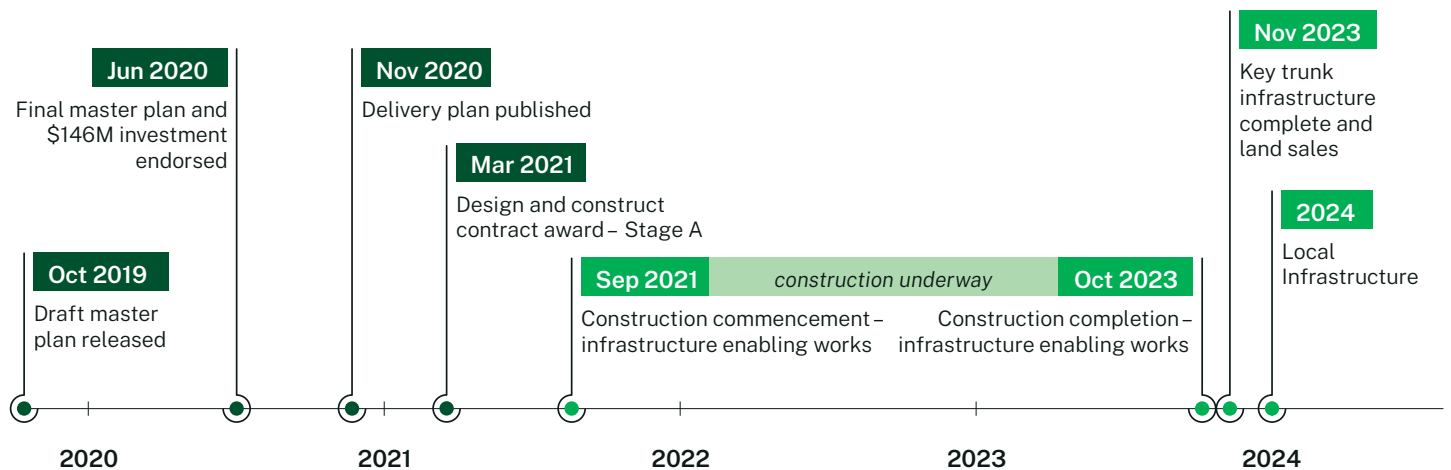 Jun 2020
Final master plan and
$146M investment
endorsed
Nov 2020
Delivery plan published
Nov 2023
Key trunk
infrastructure
complete and
land sales
Mar 2021
Design and construct
contract award – Stage A
2024
Local
Infrastructure
Oct 2019
Draft master
plan released
Sep 2021
construction underway
Oct 2023
Construction commencement –
infrastructure enabling works
Construction completion –
infrastructure enabling works
2020
2021
2022
2023
2024